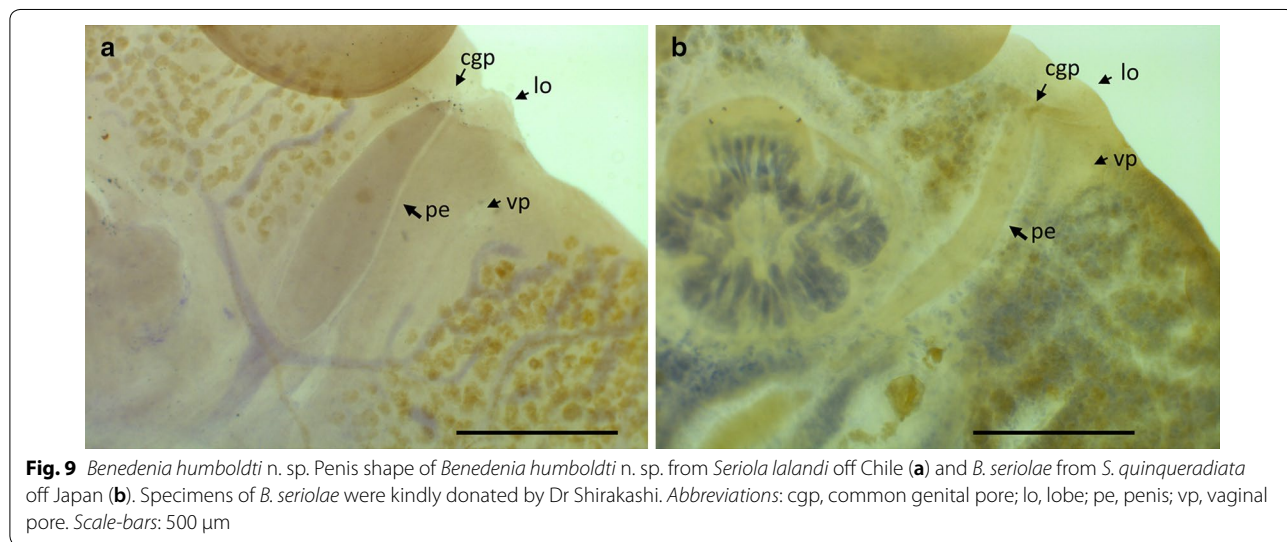 a
cgp
lo
pe
vp
b
cgp
lo
vp
pe
Fig. 9 Benedenia humboldti n. sp. Penis shape of Benedenia humboldti n. sp. from Seriola lalandi off Chile (a) and B. seriolae from S. quinqueradiata
off Japan (b). Specimens of B. seriolae were kindly donated by Dr Shirakashi. Abbreviations: cgp, common genital pore; lo, lobe; pe, penis; vp, vaginal
pore. Scale-bars: 500 μm